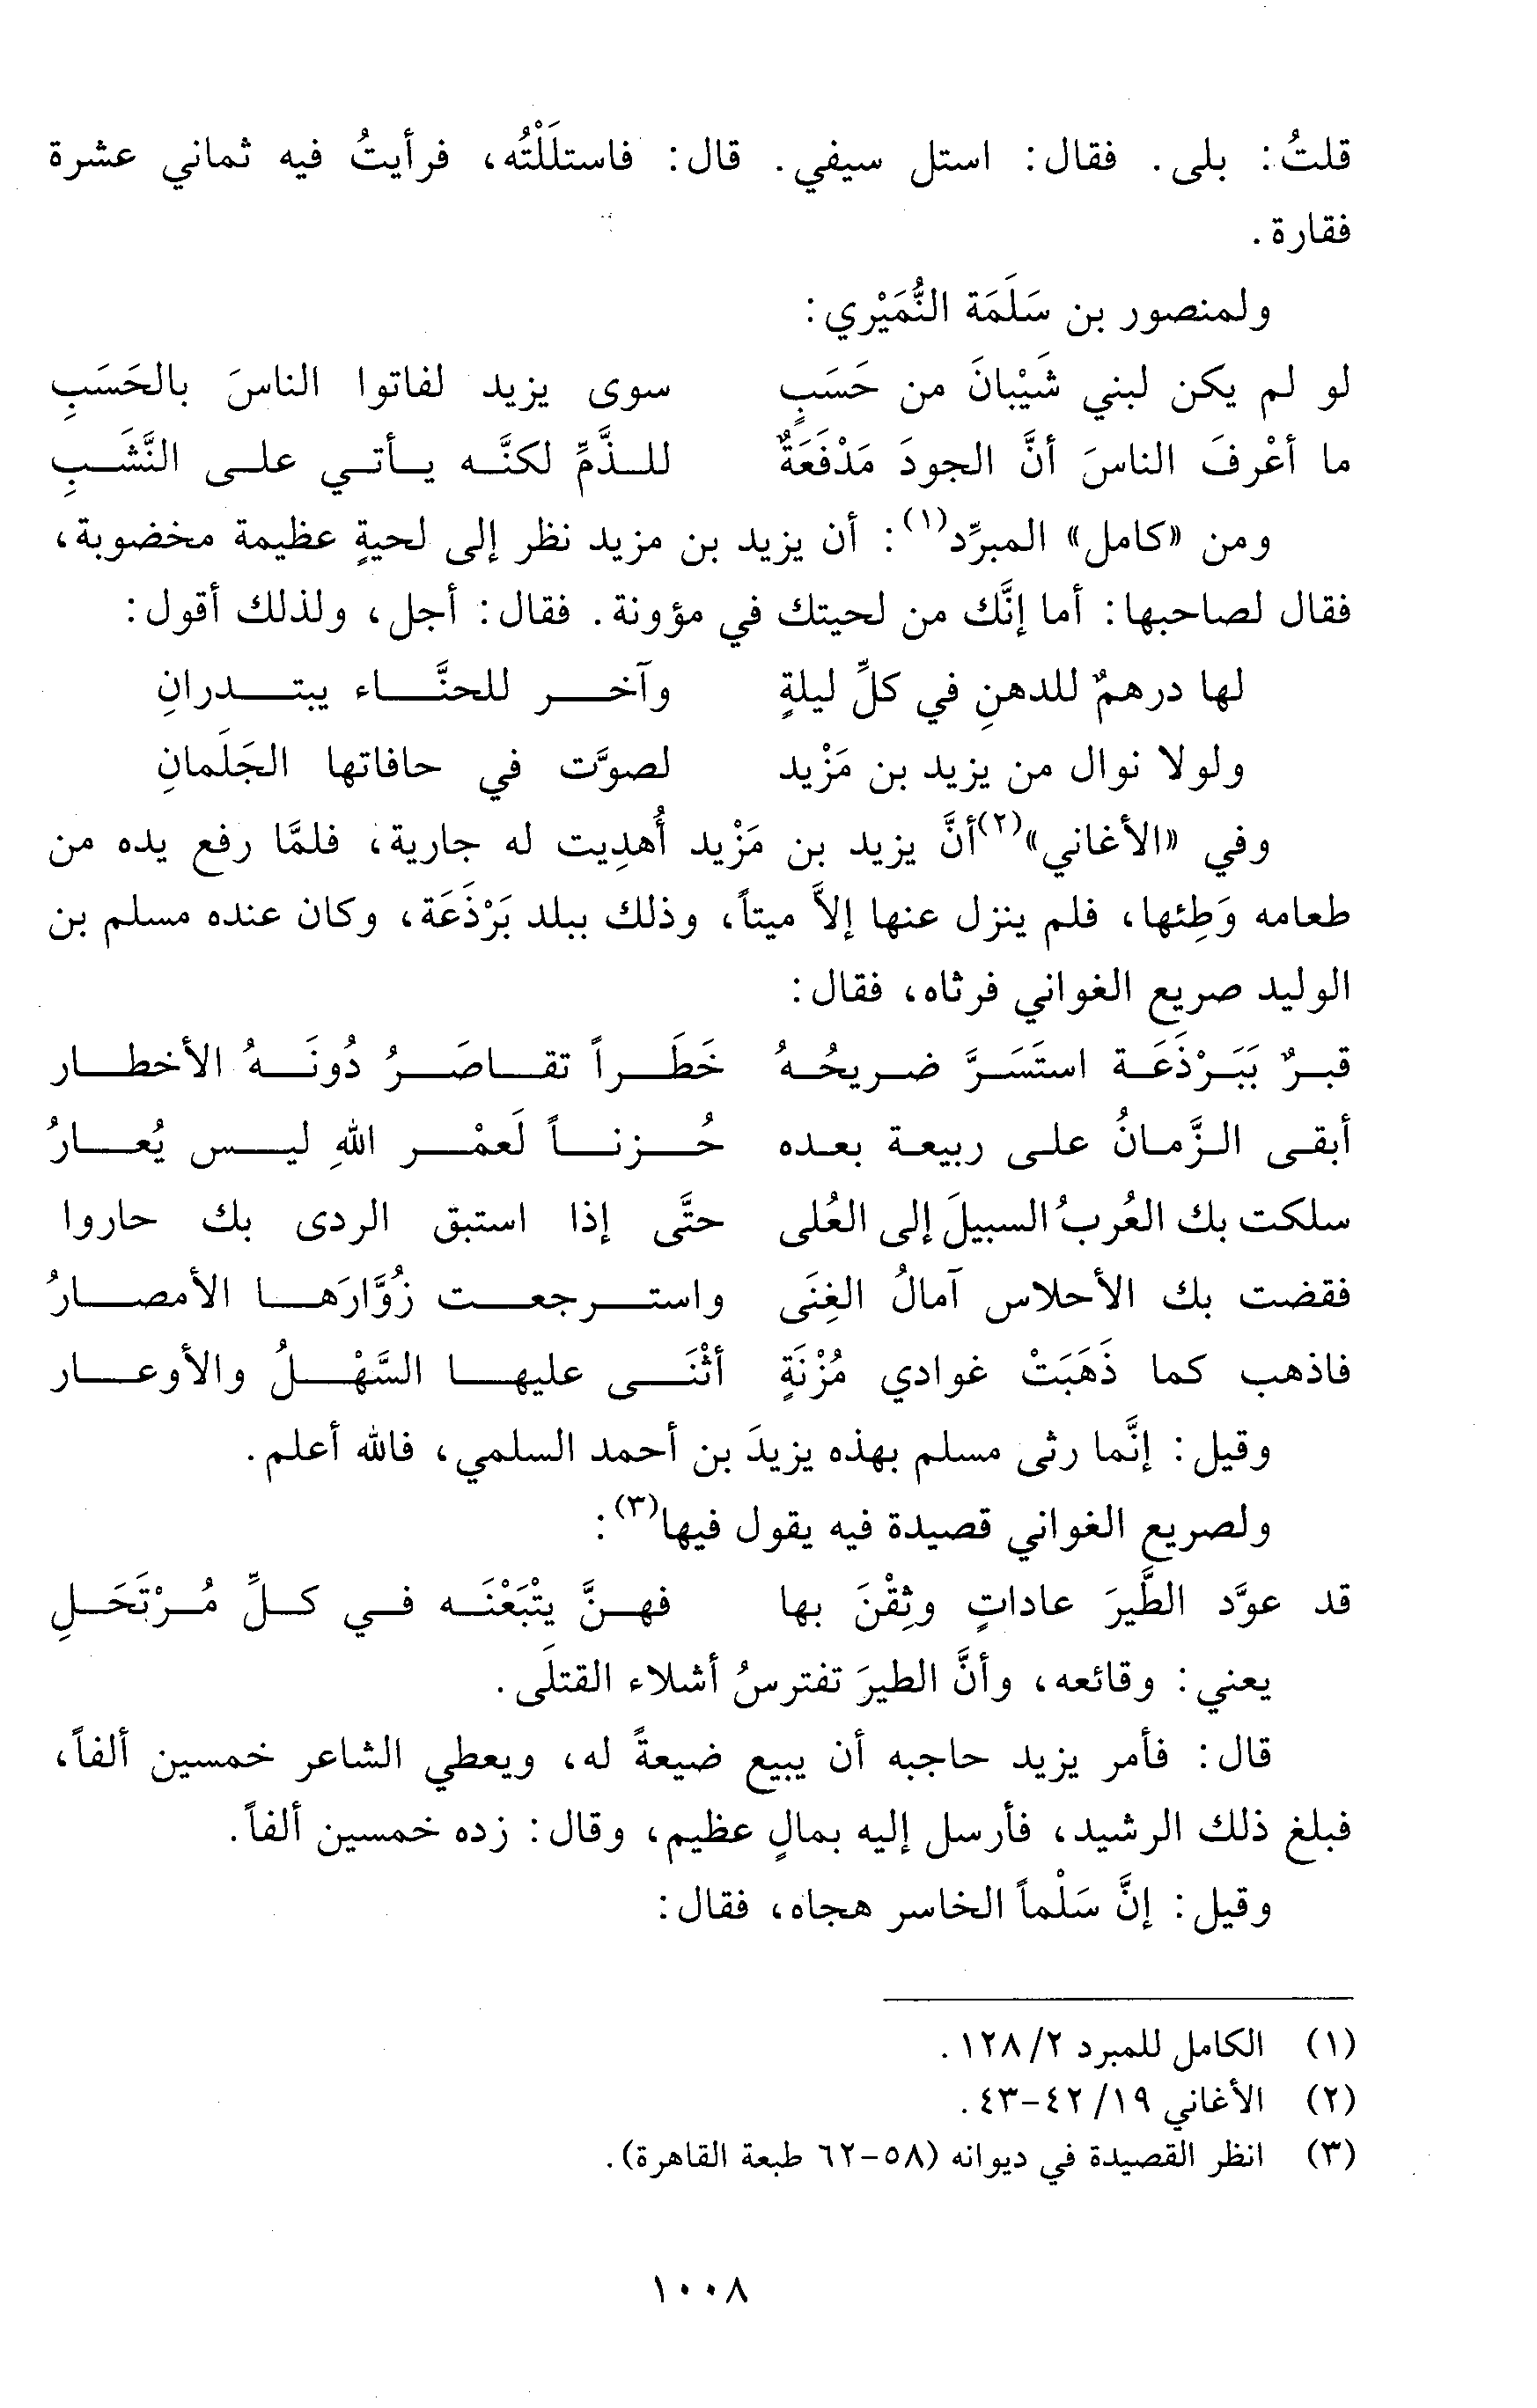 قلتُ: بلى. فقال: استل سيفي. قال: فاستلَلْتُه، فرأيتُ فيه ثماني عشرة
فقارة.
ولمنصور بن سَلَمَة النُّمَيْري:
لو لم يكن لبني شَيْبانَ من حَسَبٍ سوى يزيد لفاتوا الناسَ بالحَسَبِ
ما أعْرفَ الناسَ أنَّ الجودَ مَدْفَعَةٌ للذَّمِّ لكنَّه يأتي على النَّشَبِ
ومن «كامل» المبرِّد(١): أن يزيد بن مزيد نظر إلى لحيةٍ عظيمة مخضوبة،
فقال لصاحبها: أما إنَّك من لحيتك في مؤونة. فقال: أجل، ولذلك أقول:
لها درهمٌ للدهنِ في كلِّ ليلةٍ وآخر للحنَّاء يبتدرانِ
ولولا نوال من يزيد بن مَزْيد لصوَّت في حافاتها الجَلَمانِ
وفي «الأغاني»(٢) أنَّ يزيد بن مَزْيد أُهدِيت له جارية، فلمَّا رفع يده من
طعامه وَطِئها، فلم ينزل عنها إلاَّ ميتاً، وذلك ببلد بَرْذَعَة، وكان عنده مسلم بن
الوليد صريع الغواني فرثاه، فقال:
قبرٌ بَبَرْذَعَة استَسَرَّ ضريحُهُ خَطَراً تقاصَرُ دُونَهُ الأخطار
أبقى الزَّمانُ على ربيعة بعده حُزناً لَعمْر اللهِ ليس يُعارُ
سلكت بك العُربُ السبيلَ إلى العُلى حتَّى إذا استبق الردى بك حاروا
فقضت بك الأحلاس آمالُ الغِنَى واسترجعت زُوَّارَها الأمصارُ
فاذهب كما ذَهَبَتْ غوادي مُزْنَةٍ أثْنَى عليها السَّهْلُ والأوعار
وقيل: إنَّما رثى مسلم بهذه يزيدَ بن أحمد السلمي، فالله أعلم.
ولصريع الغواني قصيدة فيه يقول فيها(٣):
قد عوَّد الطَّيرَ عاداتٍ وثِقْنَ بها فهنَّ يتْبَعْنَه في كلِّ مُرْتَحَلِ
يعني: وقائعه، وأنَّ الطيرَ تفترسُ أشلاء القتلَى.
قال: فأمر يزيد حاجبه أن يبيع ضيعةً له، ويعطي الشاعر خمسين ألفاً،
فبلغ ذلك الرشيد، فأرسل إليه بمالٍ عظيم، وقال: زده خمسين ألفاً.
وقيل: إنَّ سَلْماً الخاسر هجاه، فقال:
(١) الكامل للمبرد ٢/ ١٢٨.
(٢) الأغاني ١٩/ ٤٢-٤٣.
(٣) انظر القصيدة في ديوانه (٥٨-٦٢ طبعة القاهرة).
١٠٠٨